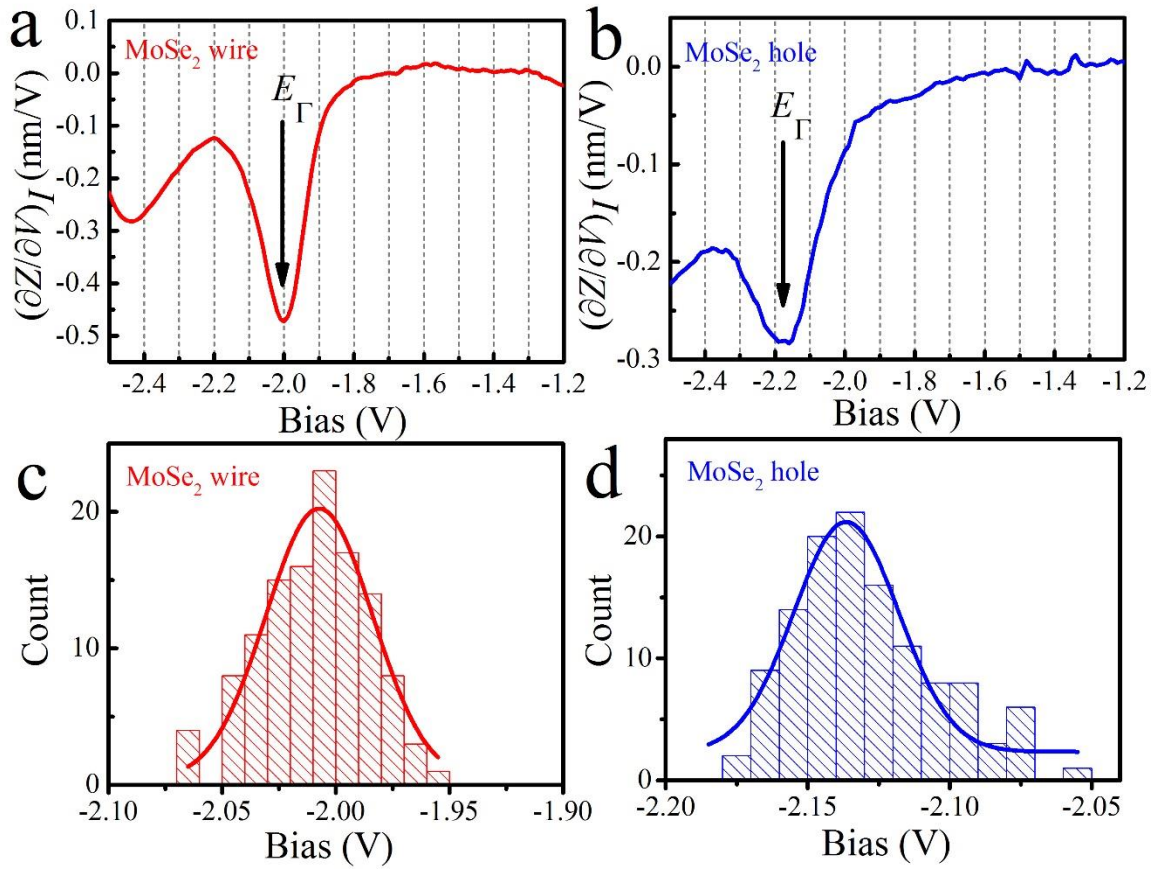 a
MoSe₂ wire
E_Γ
(∂Z/∂V)_I (nm/V)
0.1
0.0
-0.1
-0.2
-0.3
-0.4
-0.5
-2.4 -2.2 -2.0 -1.8 -1.6 -1.4 -1.2
Bias (V)
b
MoSe₂ hole
E_Γ
(∂Z/∂V)_I (nm/V)
0.0
-0.1
-0.2
-0.3
-2.4 -2.2 -2.0 -1.8 -1.6 -1.4 -1.2
Bias (V)
c
MoSe₂ wire
Count
20
10
0
-2.10 -2.05 -2.00 -1.95 -1.90
Bias (V)
d
MoSe₂ hole
Count
20
10
0
-2.20 -2.15 -2.10 -2.05
Bias (V)